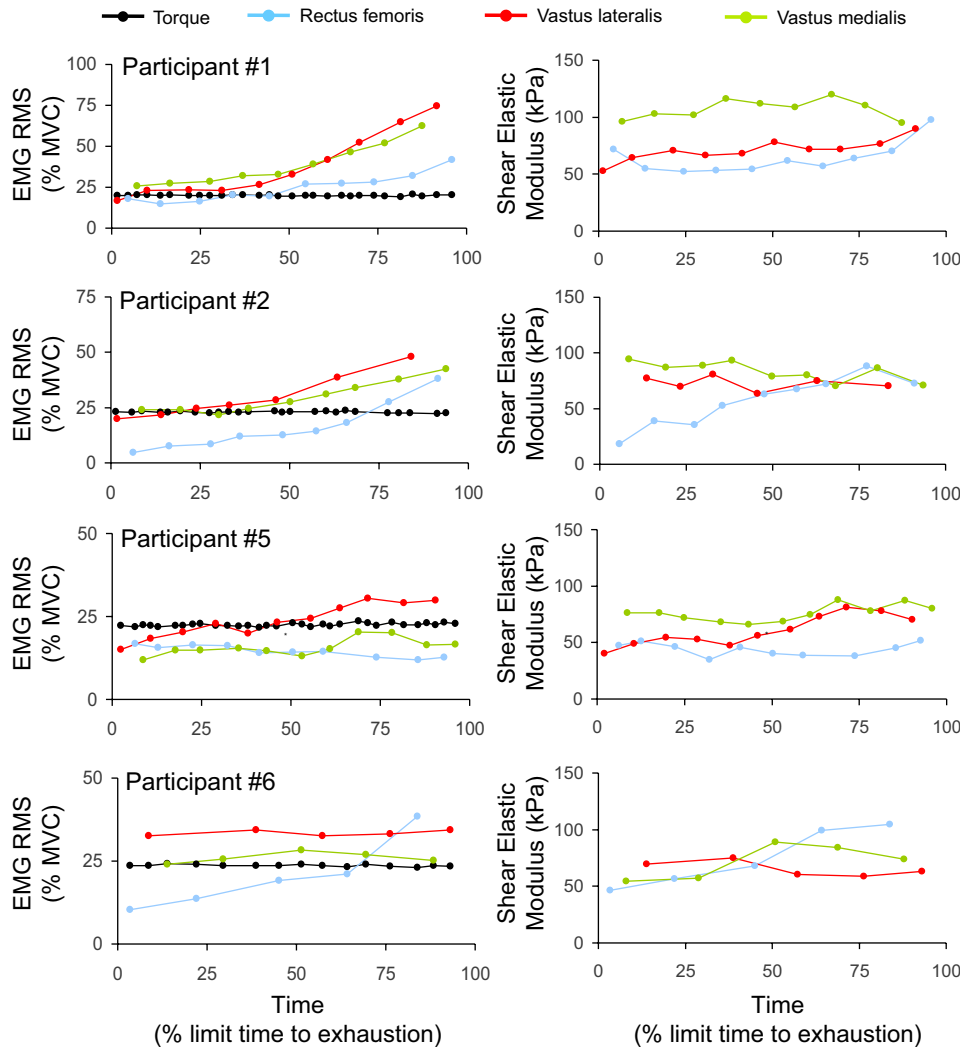 Torque Rectus femoris Vastus lateralis Vastus medialis
Participant #1
EMG RMS
(% MVC)
100
75
50
25
0
0 25 50 75 100
Shear Elastic
Modulus (kPa)
150
100
50
0
0 25 50 75 100
Participant #2
EMG RMS
(% MVC)
75
50
25
0
0 25 50 75 100
Shear Elastic
Modulus (kPa)
150
100
50
0
0 25 50 75 100
Participant #5
EMG RMS
(% MVC)
50
25
0
0 25 50 75 100
Shear Elastic
Modulus (kPa)
150
100
50
0
0 25 50 75 100
Participant #6
EMG RMS
(% MVC)
50
25
0
0 25 50 75 100
Time
(% limit time to exhaustion)
Shear Elastic
Modulus (kPa)
150
100
50
0
0 25 50 75 100
Time
(% limit time to exhaustion)